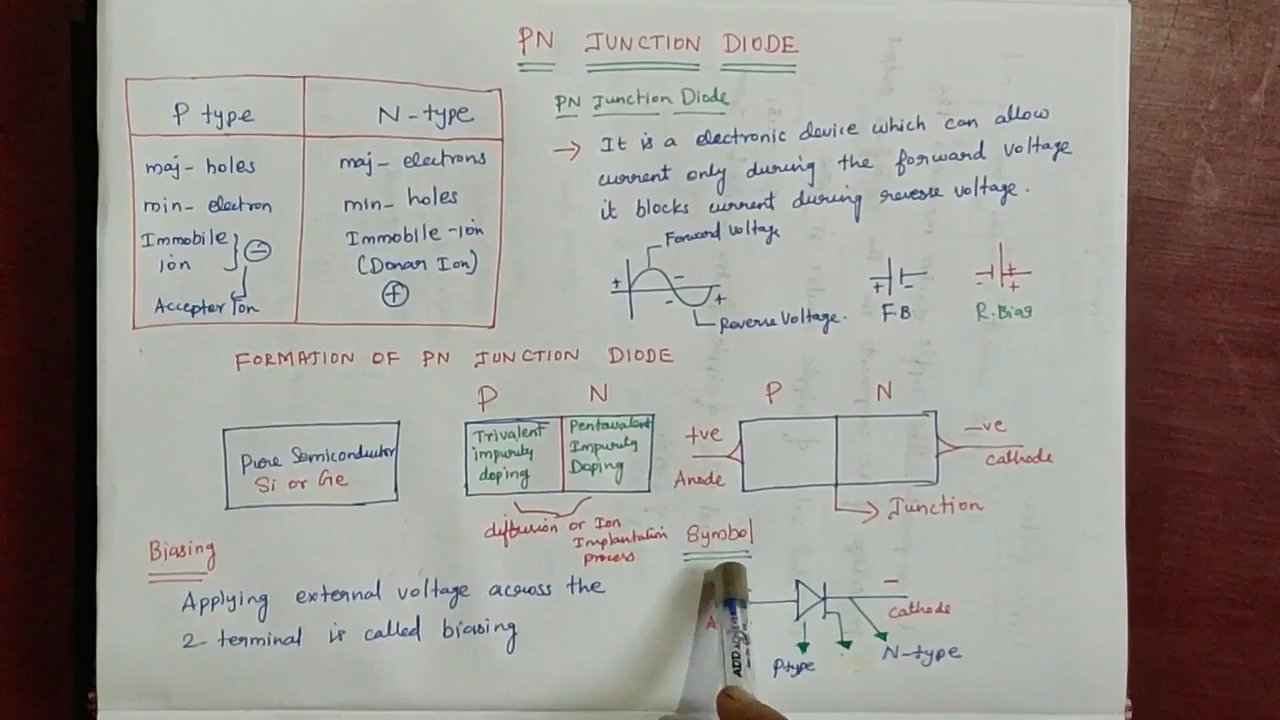 PN JUNCTION DIODE
P type
N-type
maj- holes
maj- electrons
min- electron
min- holes
Immobile
ion
-
Accepter Ion
Immobile-ion
(Donar Ion)
+
PN Junction Diode
→ It is a electronic device which can allow
current only during the forward voltage
it blocks current during reverse voltage.
Forward voltage
+ - - +
Reverse Voltage.
+ -
F.B
- +
+
R.Bias
FORMATION OF PN JUNCTION DIODE
Pure Semiconductor
Si or Ge
P N
Trivalent
impurity
doping
Pentavalent
Impurity
Doping
diffusion or Ion
Implantation
process
P N
+ve
Anode
-ve
cathode
Junction
Biasing
Applying external voltage across the
2-terminal is called biasing
Symbol
A
-
cathode
Ptype
N-type
ADD